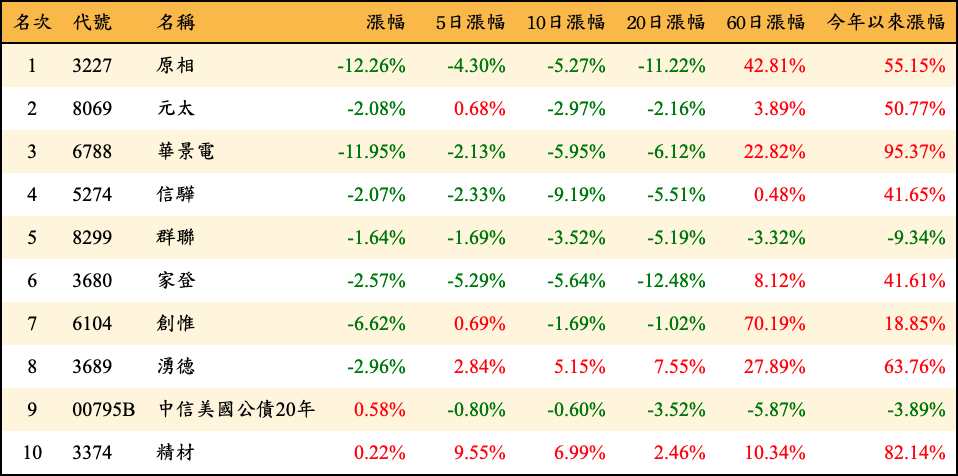 名次 代號 名稱 漲幅 5日漲幅 10日漲幅 20日漲幅 60日漲幅 今年以來漲幅
1 3227 原相 -12.26% -4.30% -5.27% -11.22% 42.81% 55.15%
2 8069 元太 -2.08% 0.68% -2.97% -2.16% 3.89% 50.77%
3 6788 華景電 -11.95% -2.13% -5.95% -6.12% 22.82% 95.37%
4 5274 信驊 -2.07% -2.33% -9.19% -5.51% 0.48% 41.65%
5 8299 群聯 -1.64% -1.69% -3.52% -5.19% -3.32% -9.34%
6 3680 家登 -2.57% -5.29% -5.64% -12.48% 8.12% 41.61%
7 6104 創惟 -6.62% 0.69% -1.69% -1.02% 70.19% 18.85%
8 3689 湧德 -2.96% 2.84% 5.15% 7.55% 27.89% 63.76%
9 00795B 中信美國公債20年 0.58% -0.80% -0.60% -3.52% -5.87% -3.89%
10 3374 精材 0.22% 9.55% 6.99% 2.46% 10.34% 82.14%